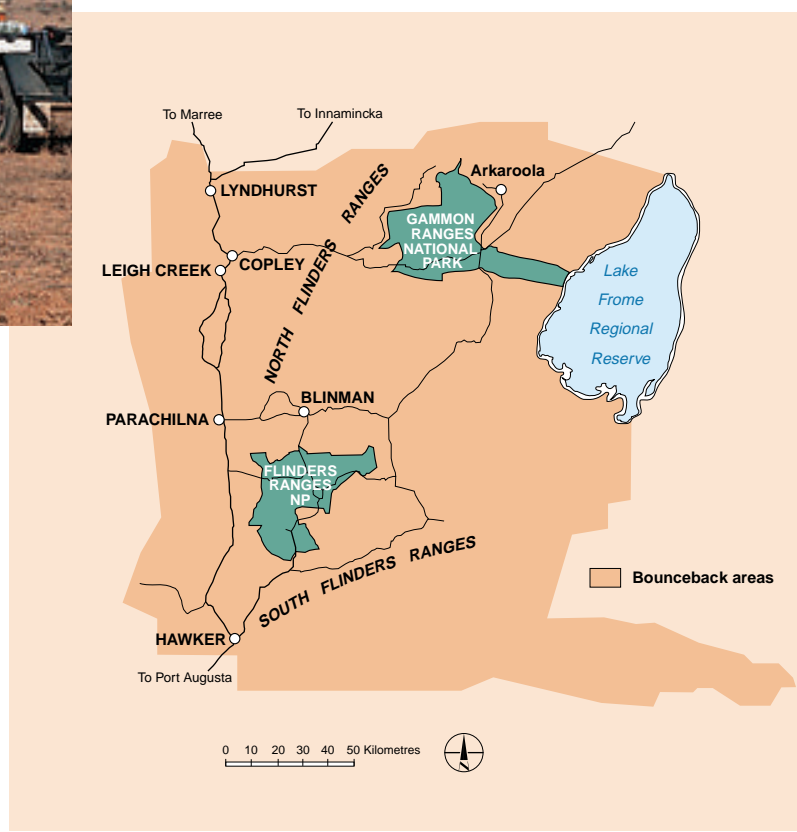 To Marree
To Innamincka
LYNDHURST
Arkaroola
NORTH FLINDERS RANGES
GAMMON
RANGES
NATIONAL
PARK
COPLEY
LEIGH CREEK
Lake
Frome
Regional
Reserve
BLINMAN
PARACHILNA
FLINDERS
RANGES
NP
SOUTH FLINDERS RANGES
Bounceback areas
HAWKER
To Port Augusta
0 10 20 30 40 50 Kilometres
N